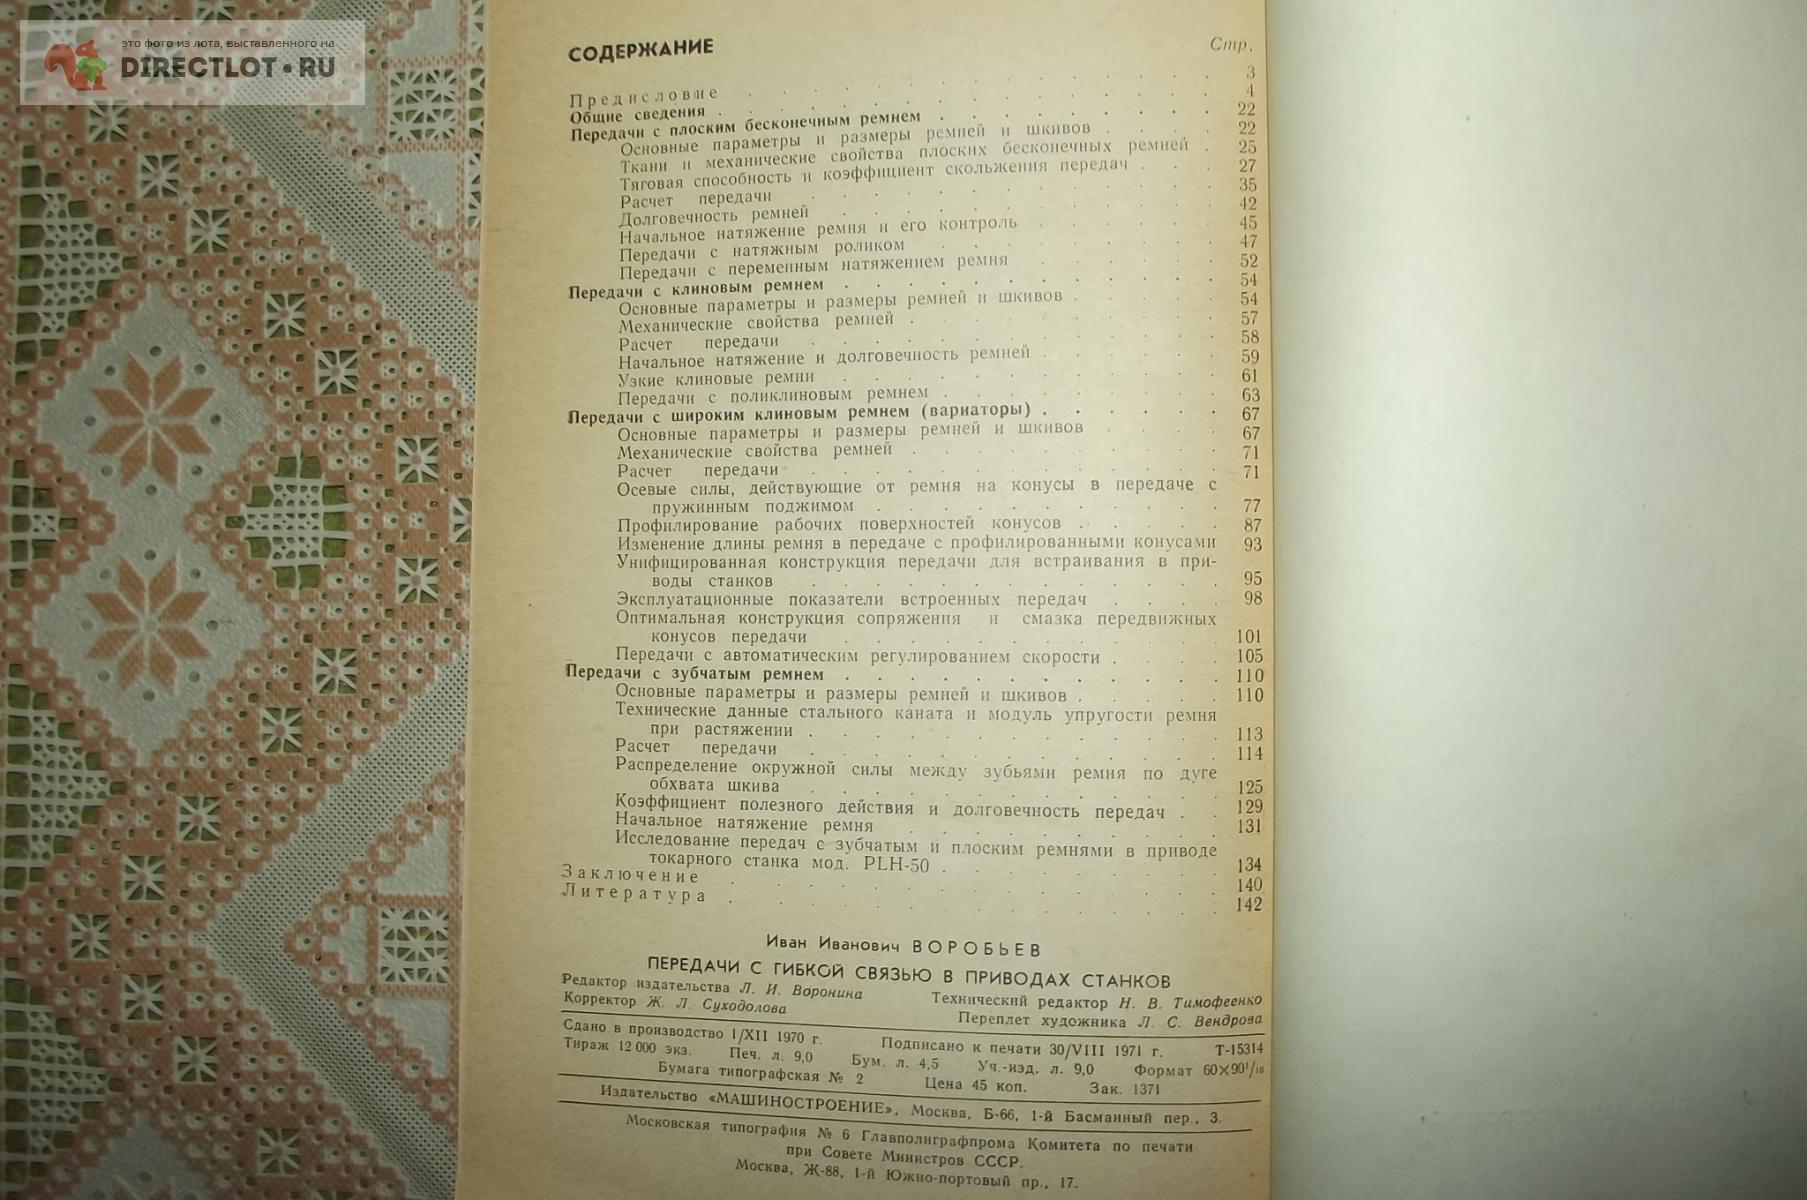 это фото из лота, выставленного на
DIRECTLOT.RU
СОДЕРЖАНИЕ
Стр.
Предисловие . . . 3
Общие сведения . . . 4
Передачи с плоским бесконечным ремнем . . . 22
Основные параметры и размеры ремней и шкивов . . . 22
Ткани и механические свойства плоских бесконечных ремней . 25
Тяговая способность и коэффициент скольжения передач . . . 27
Расчет передачи . . . 35
Долговечность ремней . . . 42
Начальное натяжение ремня и его контроль . . . 45
Передачи с натяжным роликом . . . 47
Передачи с переменным натяжением ремня . . . 52
Передачи с клиновым ремнем . . . 54
Основные параметры и размеры ремней и шкивов . . . 54
Механические свойства ремней . . . 57
Расчет передачи . . . 58
Начальное натяжение и долговечность ремней . . . 59
Узкие клиновые ремни . . . 61
Передачи с поликлиновым ремнем . . . 63
Передачи с широким клиновым ремнем (вариаторы) . . . 67
Основные параметры и размеры ремней и шкивов . . . 67
Механические свойства ремней . . . 71
Расчет передачи . . . 71
Осевые силы, действующие от ремня на конусы в передаче с
пружинным поджимом . . . 77
Профилирование рабочих поверхностей конусов . . . 87
Изменение длины ремня в передаче с профилированными конусами 93
Унифицированная конструкция передачи для встраивания в при-
воды станков . . . 95
Эксплуатационные показатели встроенных передач . . . 98
Оптимальная конструкция сопряжения и смазка передвижных
конусов передачи . . . 101
Передачи с автоматическим регулированием скорости . . . 105
Передачи с зубчатым ремнем . . . 110
Основные параметры и размеры ремней и шкивов . . . 110
Технические данные стального каната и модуль упругости ремня
при растяжении . . . 113
Расчет передачи . . . 114
Распределение окружной силы между зубьями ремня по дуге
обхвата шкива . . . 125
Коэффициент полезного действия и долговечность передач . . 129
Начальное натяжение ремня . . . 131
Исследование передач с зубчатым и плоским ремнями в приводе
токарного станка мод. PLH-50 . . . 134
Заключение . . . 140
Литература . . . 142
Иван Иванович ВОРОБЬЕВ
ПЕРЕДАЧИ С ГИБКОЙ СВЯЗЬЮ В ПРИВОДАХ СТАНКОВ
Редактор издательства Л. И. Воронина
Технический редактор Н. В. Тимофеенко
Корректор Ж. Л. Суходолова
Переплет художника Л. С. Вендрова
Сдано в производство 1/XII 1970 г. Подписано к печати 30/VIII 1971 г. Т-15314
Тираж 12 000 экз. Печ. л. 9,0 Бум. л. 4,5 Уч.-изд. л. 9,0 Формат 60×90¹/₁₆
Бумага типографская № 2 Цена 45 коп. Зак. 1371
Издательство «МАШИНОСТРОЕНИЕ», Москва, Б-66, 1-й Басманный пер., 3.
Московская типография № 6 Главполиграфпрома Комитета по печати
при Совете Министров СССР.
Москва, Ж-88, 1-й Южно-портовый пр., 17.